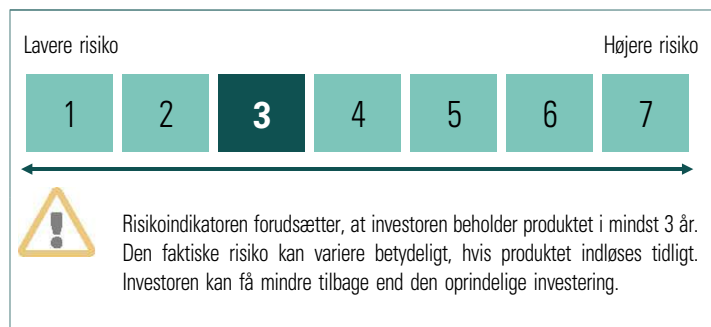 Lavere risiko Højere risiko
1 2 3 4 5 6 7
Risikoindikatoren forudsætter, at investoren beholder produktet i mindst 3 år.
Den faktiske risiko kan variere betydeligt, hvis produktet indløses tidligt.
Investoren kan få mindre tilbage end den oprindelige investering.